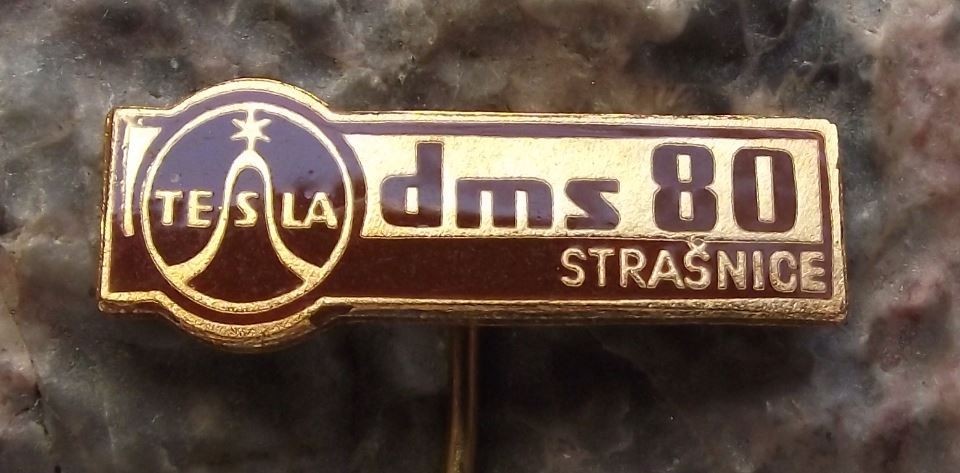 TESLA
dms 80
STRAŠNICE